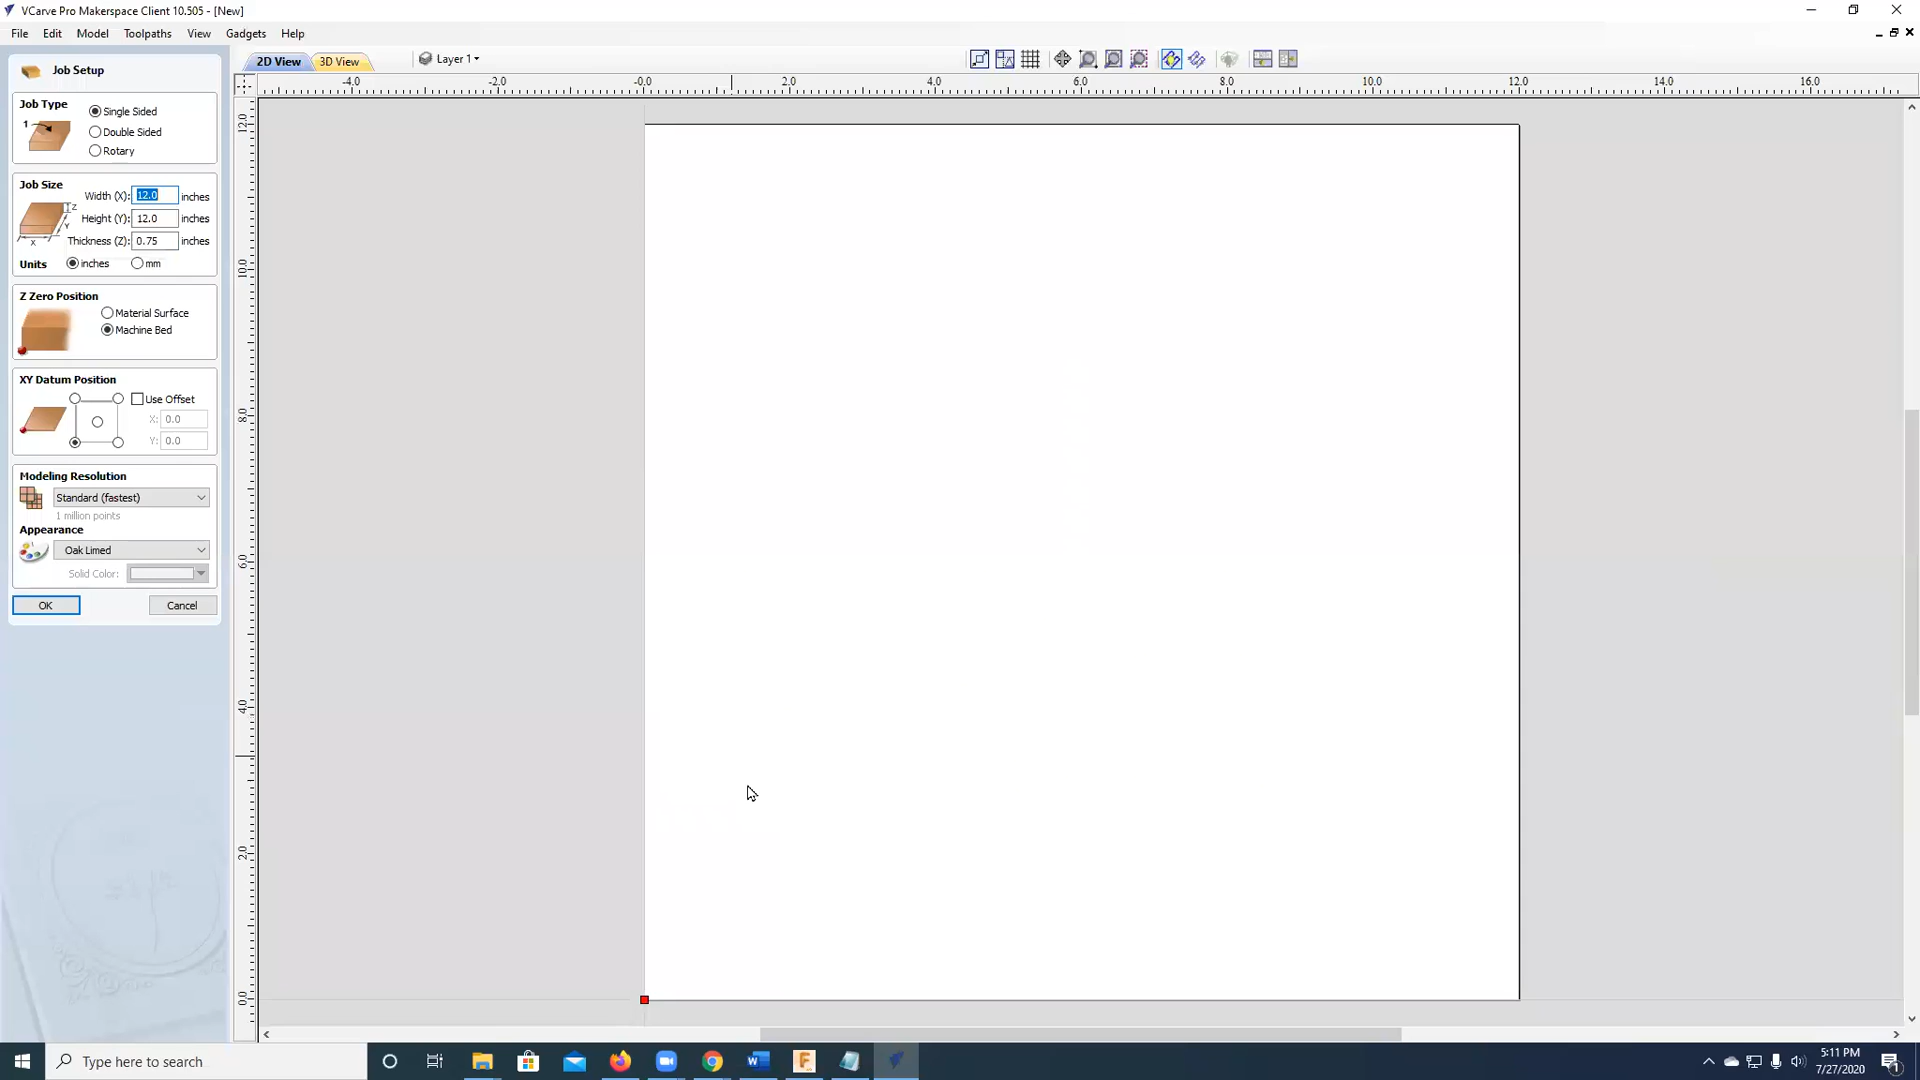 VCarve Pro Makerspace Client 10.505 - [New]
File Edit Model Toolpaths View Gadgets Help
Job Setup
2D View 3D View Layer 1
-4.0 -2.0 -0.0 2.0 4.0 6.0 8.0 10.0 12.0 14.0 16.0
12.0
10.0
8.0
6.0
4.0
2.0
0.0
Job Type
1
Single Sided
Double Sided
Rotary
Job Size
Width (X): 12.0 inches
Height (Y): 12.0 inches
Thickness (Z): 0.75 inches
Z
Y
X
Units inches mm
Z Zero Position
Material Surface
Machine Bed
XY Datum Position
Use Offset
X: 0.0
Y: 0.0
Modeling Resolution
Standard (fastest)
1 million points
Appearance
Oak Limed
Solid Color:
OK Cancel
Type here to search
5:11 PM
7/27/2020
1